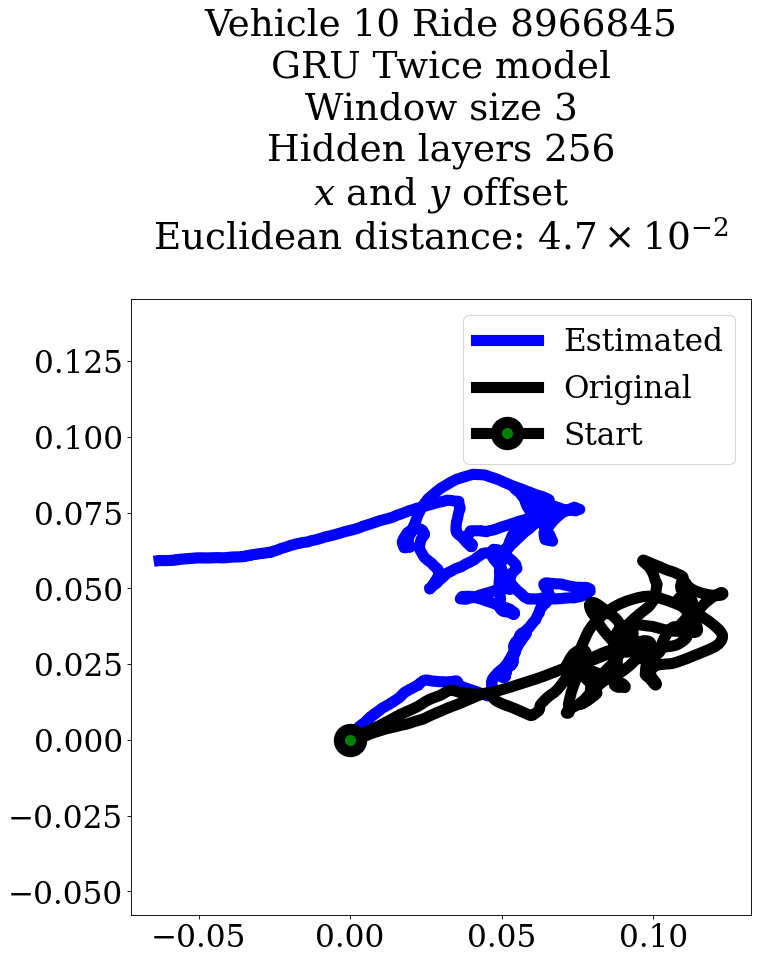 Vehicle 10 Ride 8966845
GRU Twice model
Window size 3
Hidden layers 256
x and y offset
Euclidean distance: 4.7 × 10⁻²
Estimated
Original
Start
0.125
0.100
0.075
0.050
0.025
0.000
−0.025
−0.050
−0.05 0.00 0.05 0.10